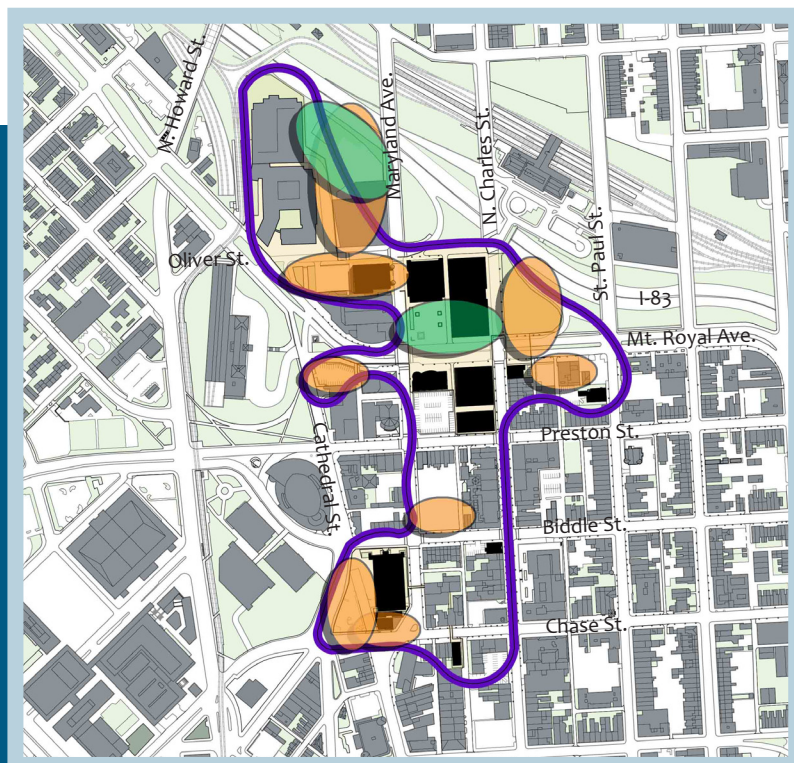 N. Howard St.
Maryland Ave.
N. Charles St.
St. Paul St.
Oliver St.
I-83
Mt. Royal Ave.
Cathedral St.
Preston St.
Biddle St.
Chase St.